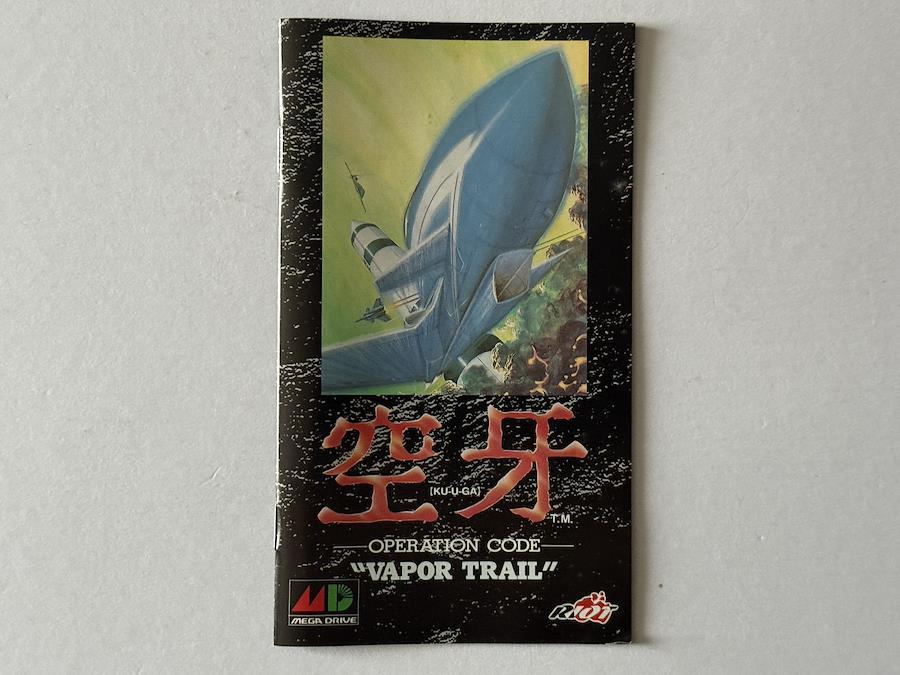 空牙
[KU-U-GA]
T.M.
OPERATION CODE
"VAPOR TRAIL"
MD
MEGA DRIVE
RIOT